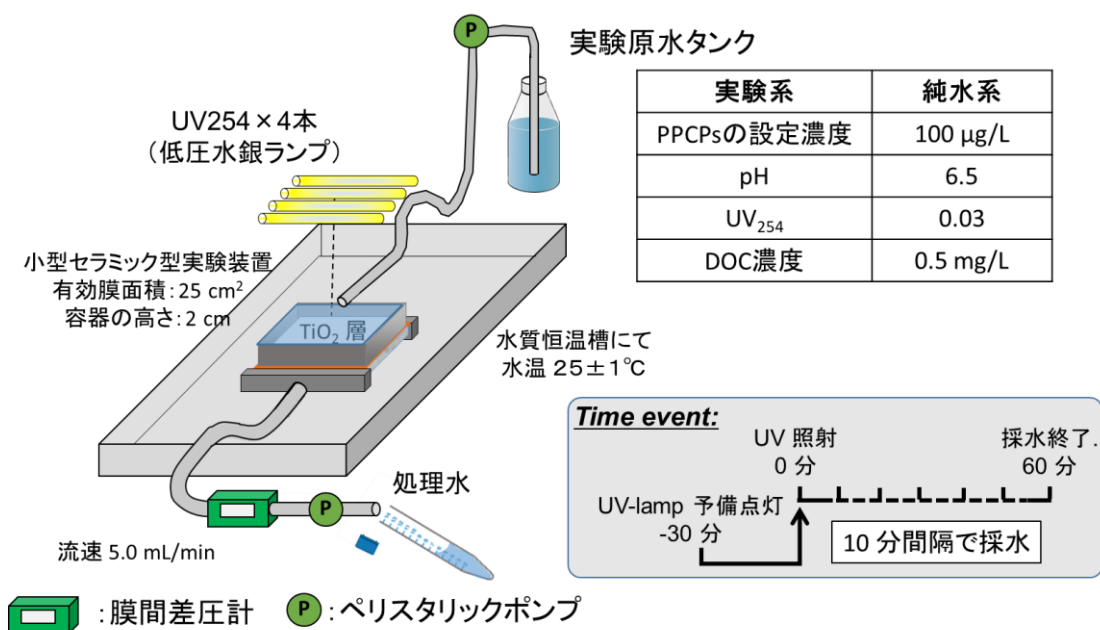 P
実験原水タンク
UV254×4本
（低圧水銀ランプ）
実験系 純水系
PPCPsの設定濃度 100 µg/L
pH 6.5
UV254 0.03
DOC濃度 0.5 mg/L
小型セラミック型実験装置
有効膜面積：25 cm2
容器の高さ：2 cm
TiO2 層
水質恒温槽にて
水温 25±1℃
処理水
P
流速 5.0 mL/min
Time event:
UV 照射
0 分
採水終了.
60 分
UV-lamp 予備点灯
-30 分
10 分間隔で採水
：膜間差圧計
P ：ペリスタリックポンプ